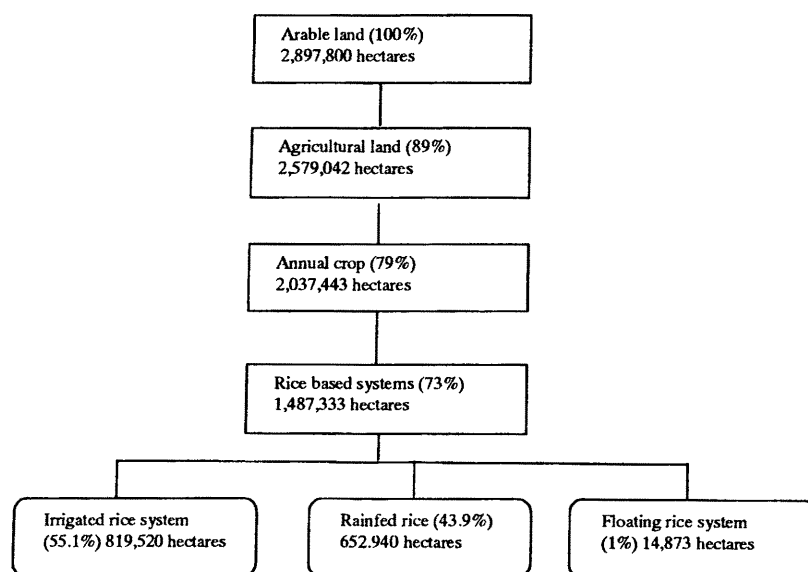 Arable land (100%)
2,897,800 hectares
Agricultural land (89%)
2,579,042 hectares
Annual crop (79%)
2,037,443 hectares
Rice based systems (73%)
1,487,333 hectares
Irrigated rice system
(55.1%) 819,520 hectares
Rainfed rice (43.9%)
652.940 hectares
Floating rice system
(1%) 14,873 hectares